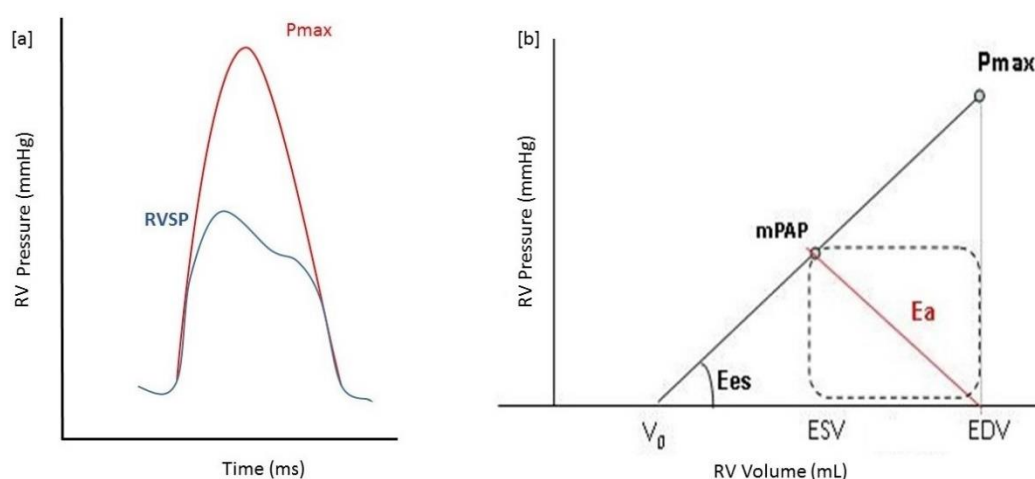 [a]
Pmax
RVSP
RV Pressure (mmHg)
Time (ms)
[b]
Pmax
mPAP
Ea
Ees
V0
ESV
EDV
RV Pressure (mmHg)
RV Volume (mL)